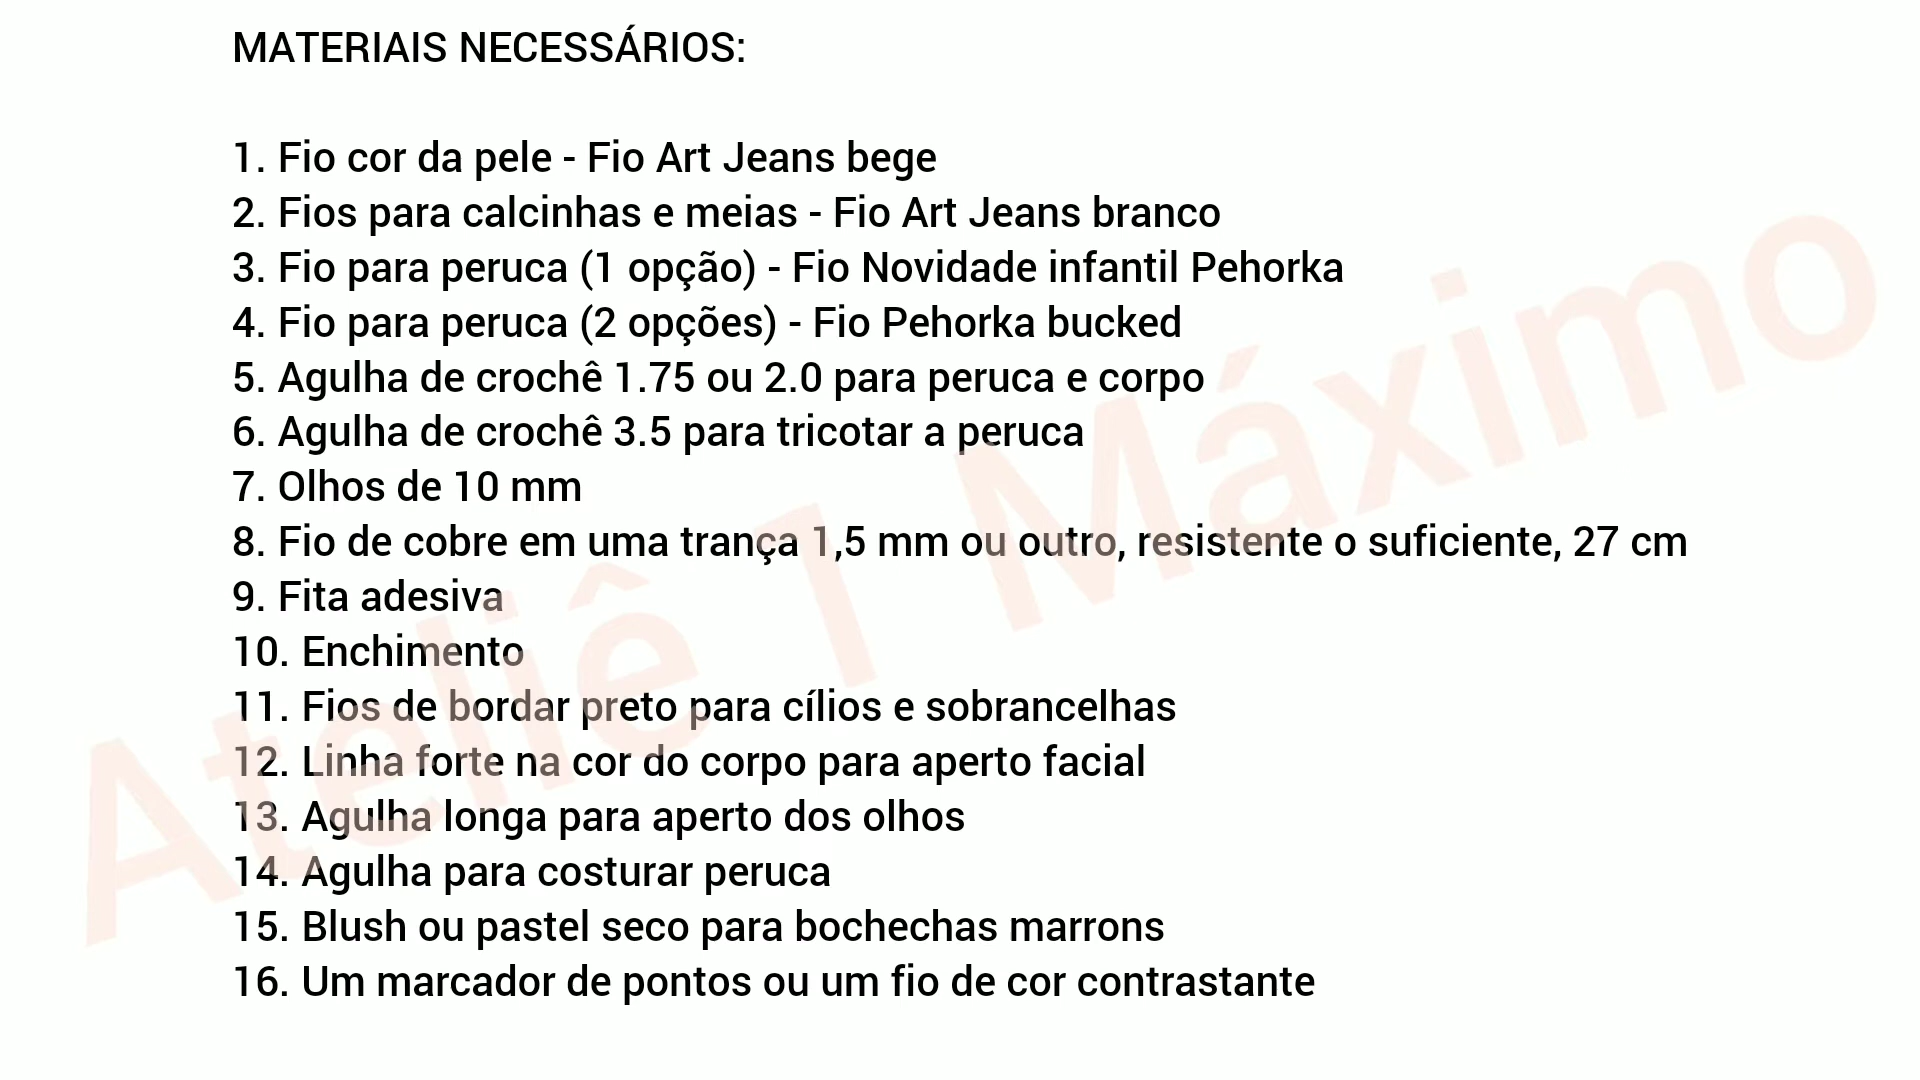 MATERIAIS NECESSÁRIOS:
1. Fio cor da pele - Fio Art Jeans bege
2. Fios para calcinhas e meias - Fio Art Jeans branco
3. Fio para peruca (1 opção) - Fio Novidade infantil Pehorka
4. Fio para peruca (2 opções) - Fio Pehorka bucked
5. Agulha de crochê 1.75 ou 2.0 para peruca e corpo
6. Agulha de crochê 3.5 para tricotar a peruca
7. Olhos de 10 mm
8. Fio de cobre em uma trança 1,5 mm ou outro, resistente o suficiente, 27 cm
9. Fita adesiva
10. Enchimento
11. Fios de bordar preto para cílios e sobrancelhas
12. Linha forte na cor do corpo para aperto facial
13. Agulha longa para aperto dos olhos
14. Agulha para costurar peruca
15. Blush ou pastel seco para bochechas marrons
16. Um marcador de pontos ou um fio de cor contrastante
Ateliê 1 Máximo